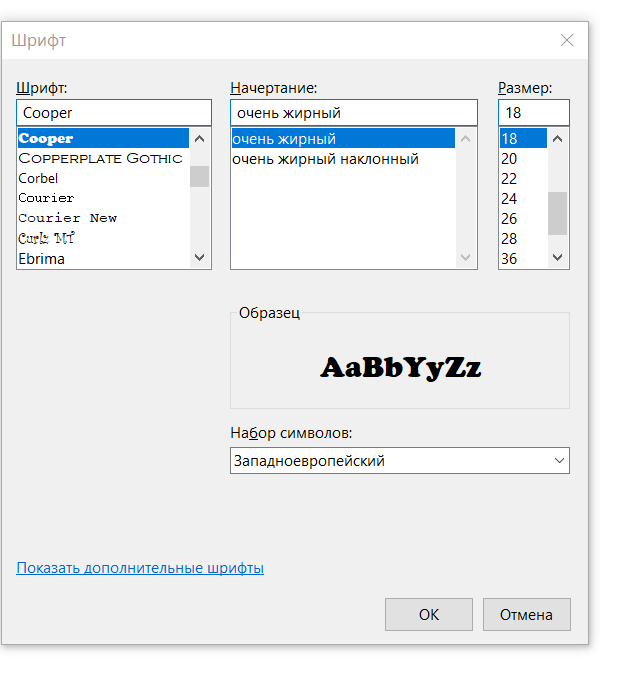 Шрифт
Шрифт:
Cooper
Cooper
Copperplate Gothic
Corbel
Courier
Courier New
Curlz MT
Ebrima
Начертание:
очень жирный
очень жирный
очень жирный наклонный
Размер:
18
18
20
22
24
26
28
36
Образец
AaBbYyZz
Набор символов:
Западноевропейский
Показать дополнительные шрифты
ОК
Отмена